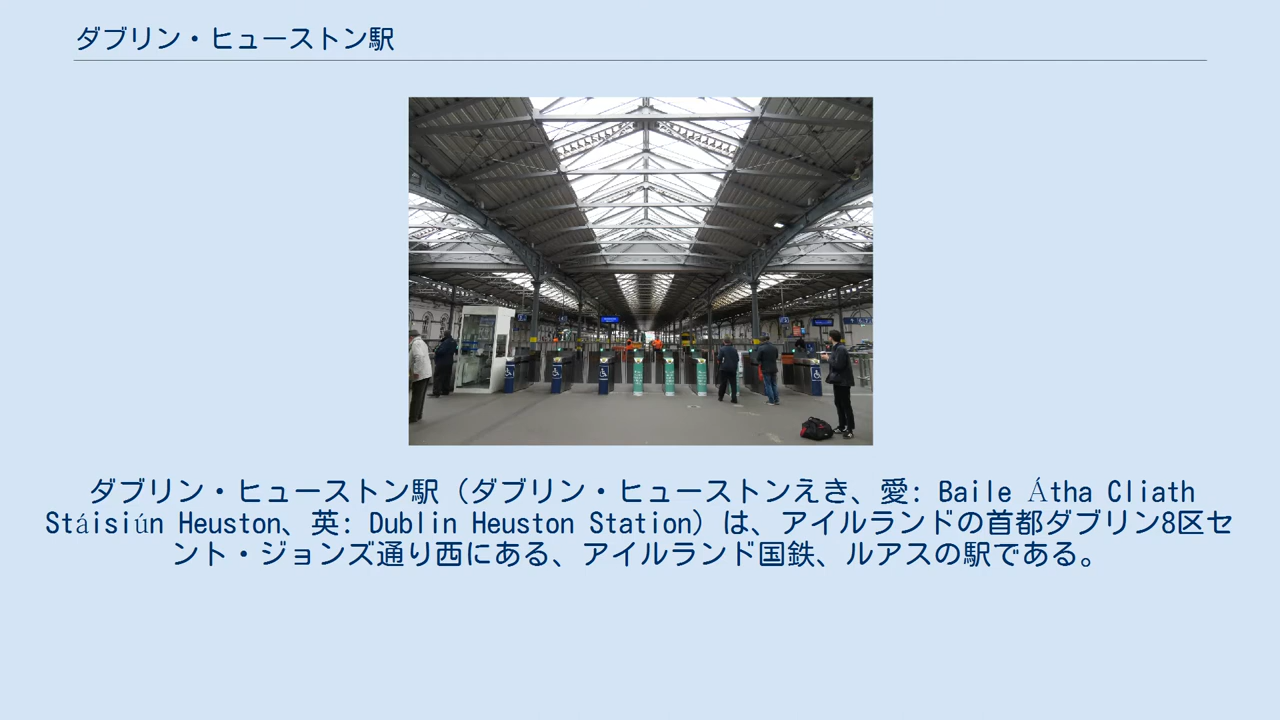 ダブリン・ヒューストン駅
ダブリン・ヒューストン駅（ダブリン・ヒューストンえき、愛: Baile Átha Cliath
Stáisiún Heuston、英: Dublin Heuston Station）は、アイルランドの首都ダブリン8区セ
ント・ジョンズ通り西にある、アイルランド国鉄、ルアスの駅である。